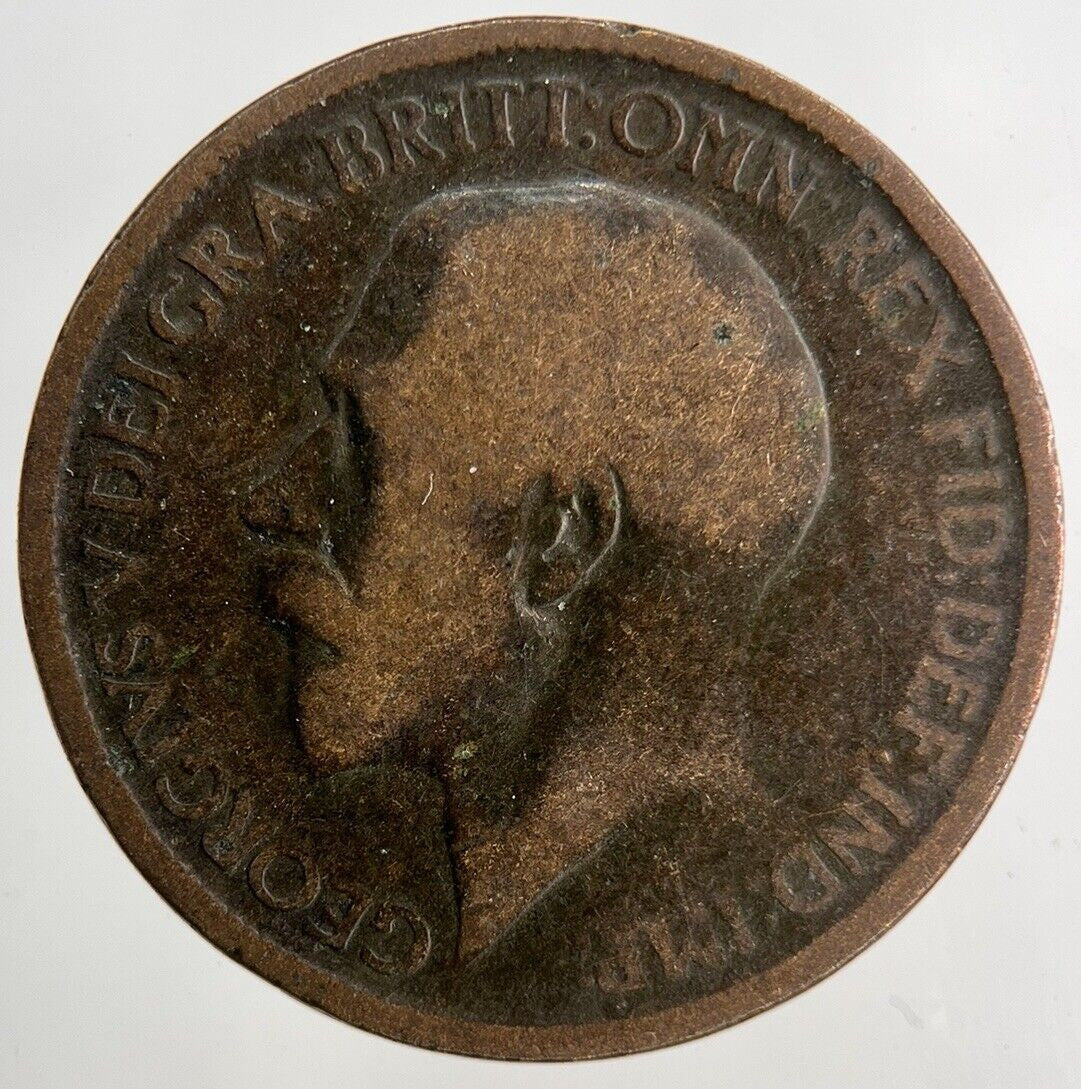 GEORGIVS V DEI GRA: BRITT: OMN: REX FID: DEF: IND: IMP: